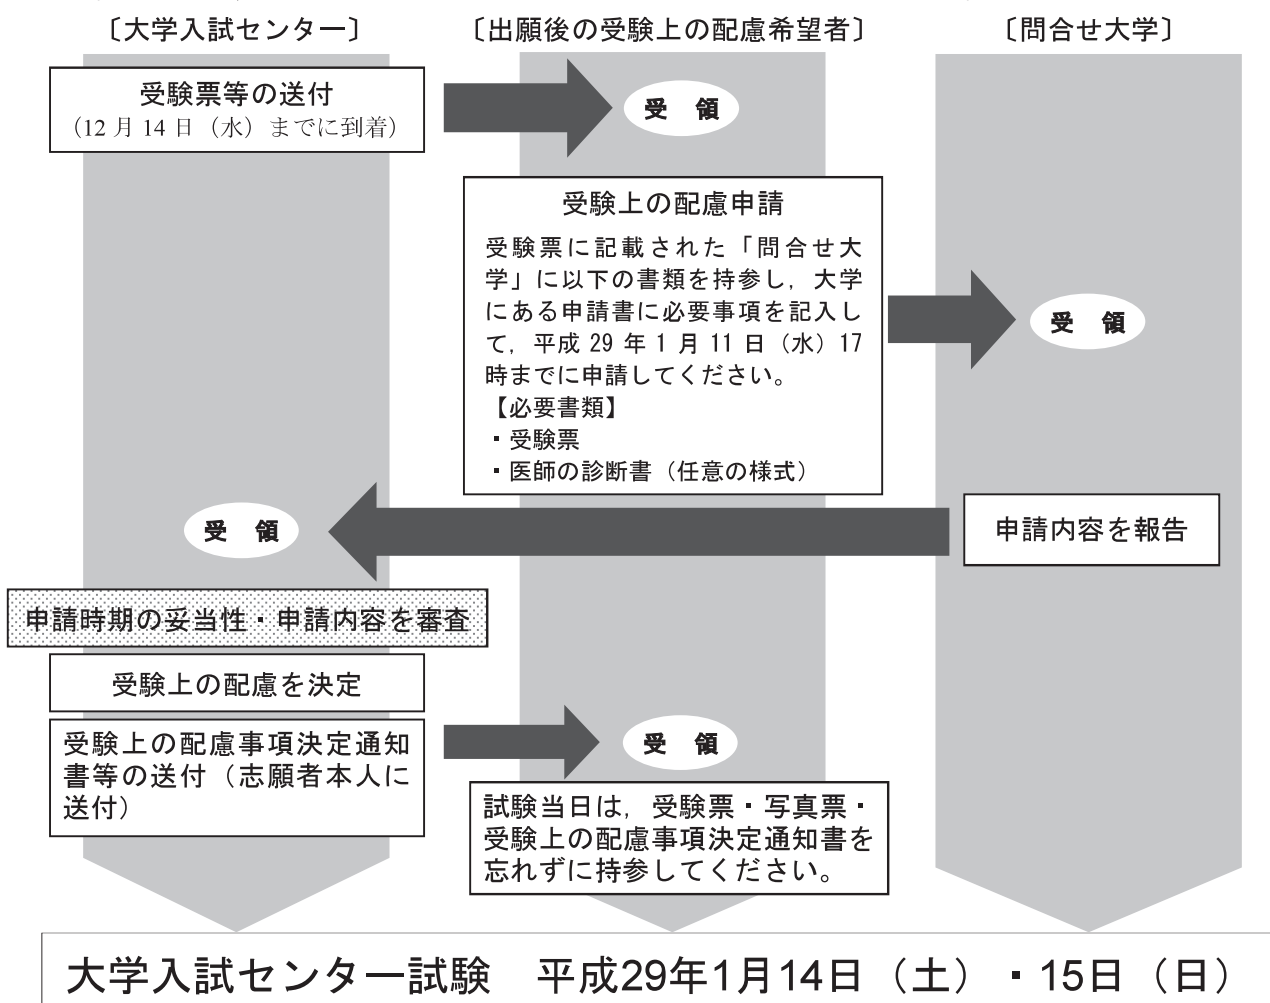 〔大学入試センター〕
〔出願後の受験上の配慮希望者〕
〔問合せ大学〕
受験票等の送付
（12 月 14 日（水）までに到着）
受　領
受験上の配慮申請
受験票に記載された「問合せ大
学」に以下の書類を持参し，大学
にある申請書に必要事項を記入し
て，平成 29 年 1 月 11 日（水）17
時までに申請してください。
【必要書類】
・受験票
・医師の診断書（任意の様式）
受　領
申請内容を報告
受　領
申請時期の妥当性・申請内容を審査
受験上の配慮を決定
受験上の配慮事項決定通知
書等の送付（志願者本人に
送付）
受　領
試験当日は，受験票・写真票・
受験上の配慮事項決定通知書を
忘れずに持参してください。
大学入試センター試験　平成29年1月14日（土）・15日（日）